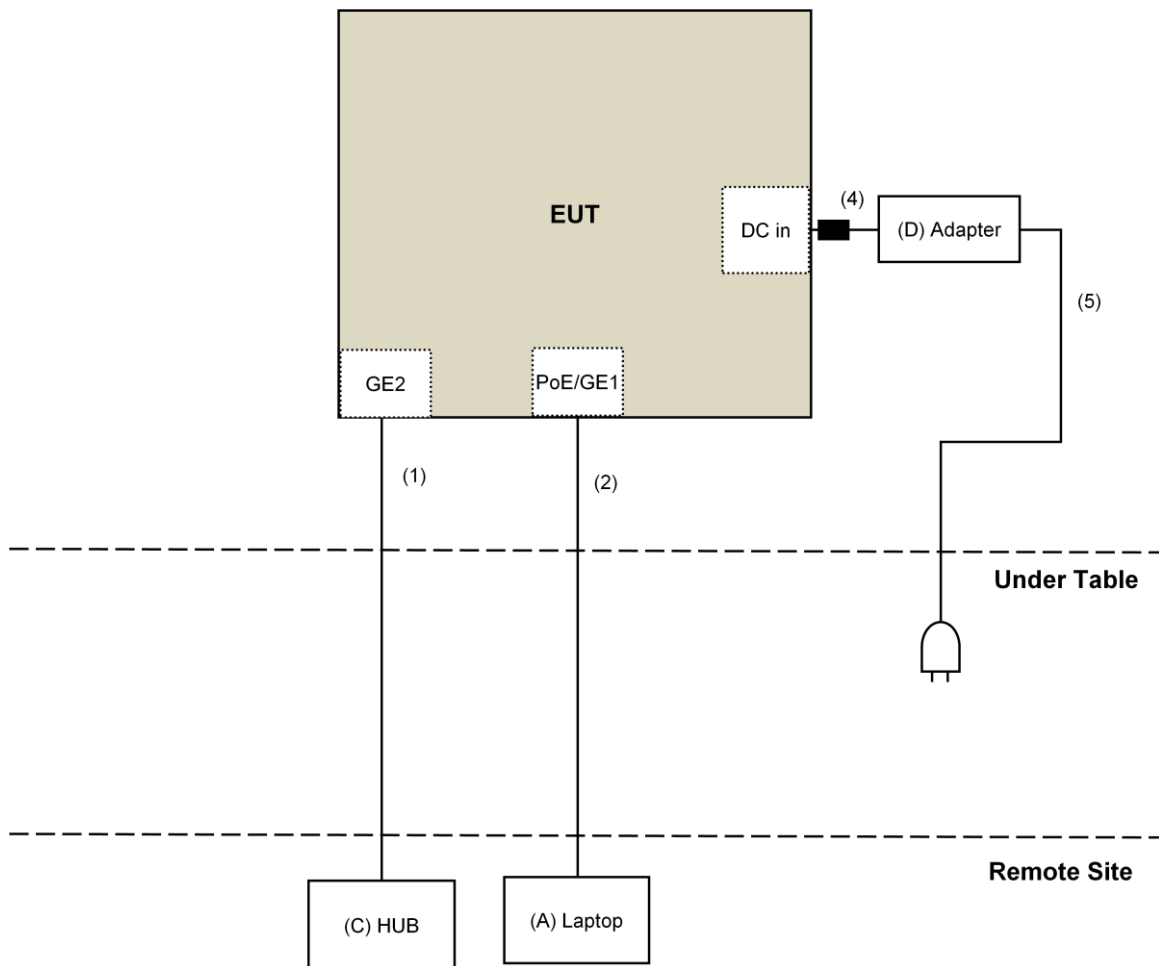 EUT
(4)
DC in
(D) Adapter
(5)
GE2
PoE/GE1
(1)
(2)
Under Table
Remote Site
(C) HUB
(A) Laptop